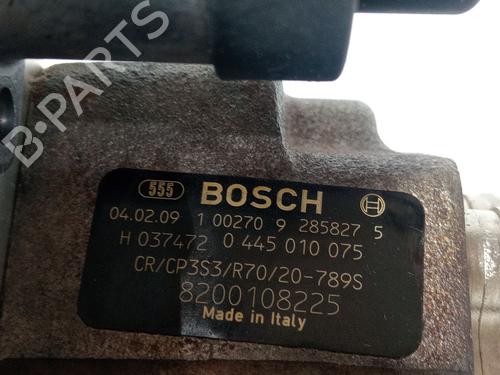 B-PARTS
555 BOSCH
04.02.09 1 00270 9 285827 5
H 037472 0 445 010 075
CR/CP3S3/R70/20-789S
8200108225
Made in Italy